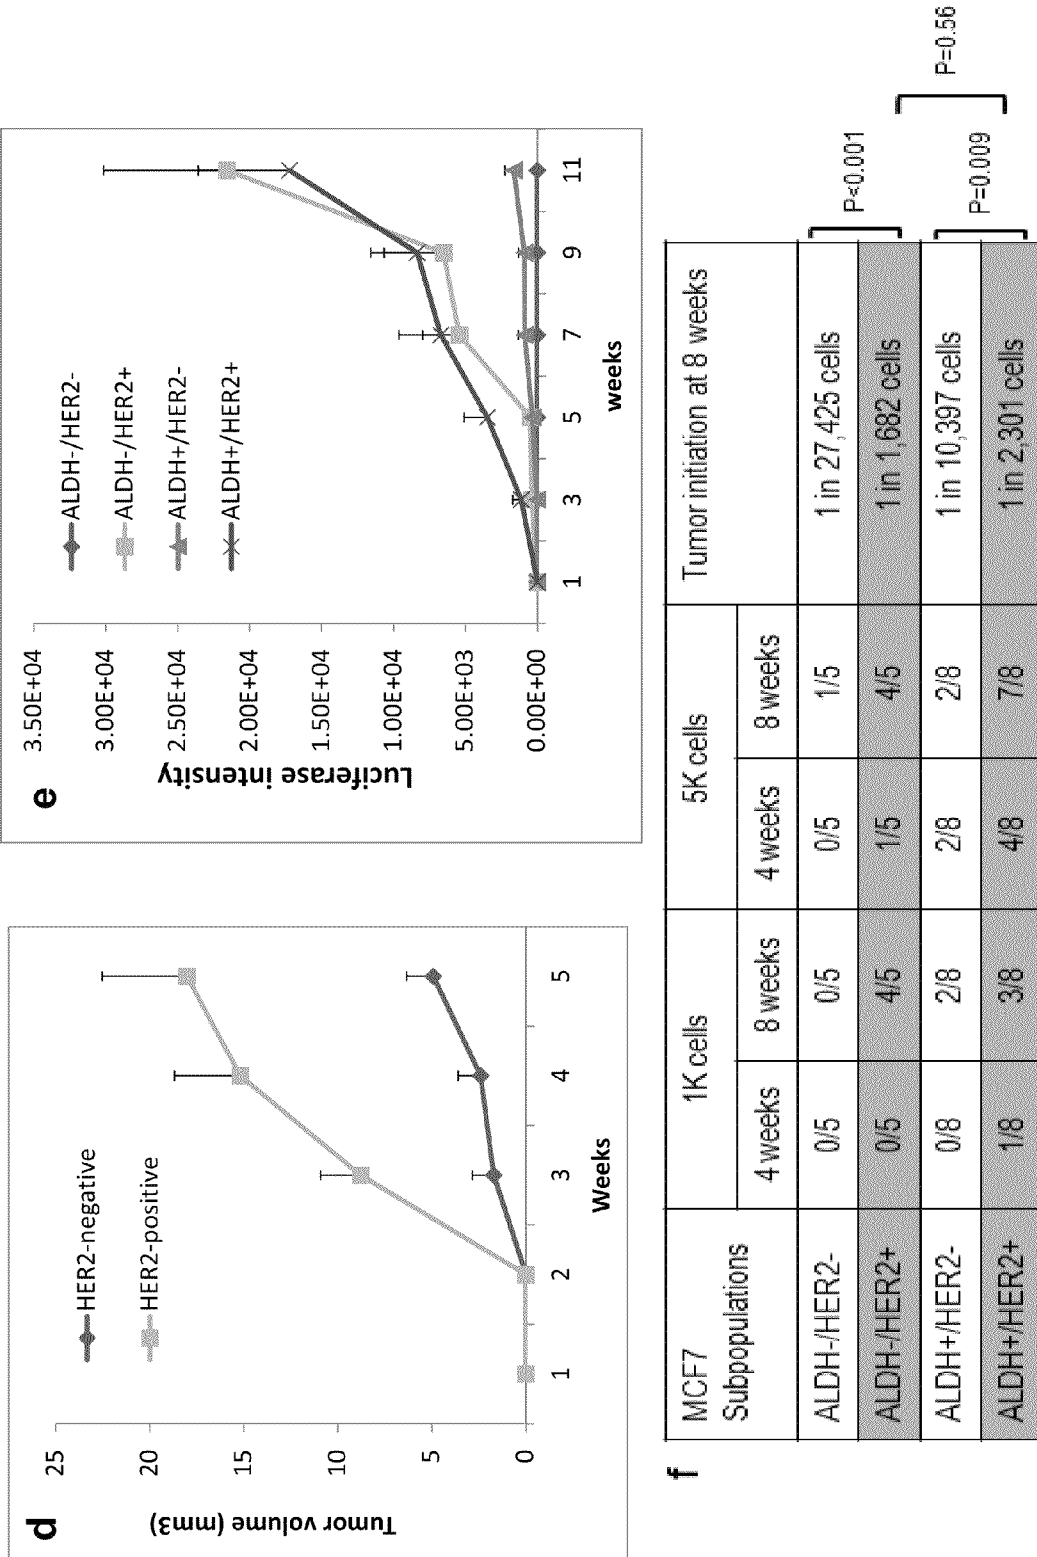 d
HER2-negative
HER2-positive
25
20
15
10
5
0
Tumor volume (mm3)
1 2 3 4 5
Weeks
e
ALDH-/HER2-
ALDH-/HER2+
ALDH+/HER2-
ALDH+/HER2+
3.50E+04
3.00E+04
2.50E+04
2.00E+04
1.50E+04
1.00E+04
5.00E+03
0.00E+00
Luciferase intensity
1 3 5 7 9 11
weeks
f
MCF7 Subpopulations 1K cells 5K cells Tumor initiation at 8 weeks
4 weeks 8 weeks 4 weeks 8 weeks
ALDH-/HER2- 0/5 0/5 0/5 1/5 1 in 27,425 cells
ALDH-/HER2+ 0/5 4/5 1/5 4/5 1 in 1,682 cells
ALDH+/HER2- 0/8 2/8 2/8 2/8 1 in 10,397 cells
ALDH+/HER2+ 1/8 3/8 4/8 7/8 1 in 2,301 cells
P<0.001
P=0.009
P=0.56